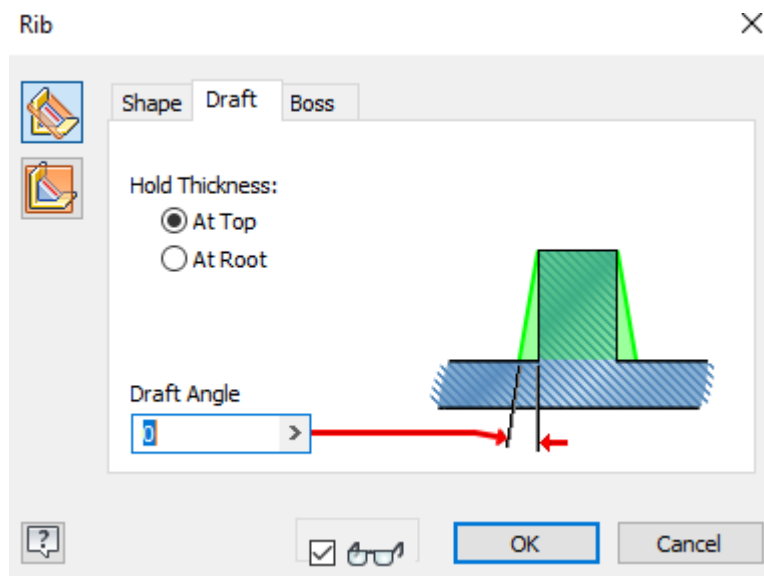 Rib
Shape Draft Boss
Hold Thickness:
At Top
At Root
Draft Angle
0
OK Cancel